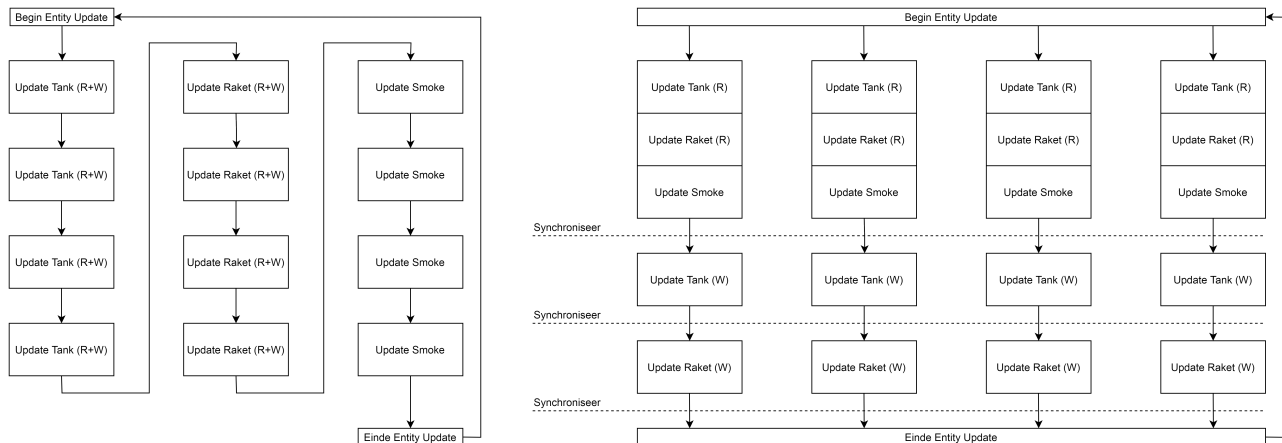 Begin Entity Update
Update Tank (R+W)
Update Tank (R+W)
Update Tank (R+W)
Update Tank (R+W)
Update Raket (R+W)
Update Raket (R+W)
Update Raket (R+W)
Update Raket (R+W)
Update Smoke
Update Smoke
Update Smoke
Update Smoke
Einde Entity Update
Begin Entity Update
Update Tank (R)
Update Tank (R)
Update Tank (R)
Update Tank (R)
Update Raket (R)
Update Raket (R)
Update Raket (R)
Update Raket (R)
Update Smoke
Update Smoke
Update Smoke
Update Smoke
Synchroniseer
Update Tank (W)
Update Tank (W)
Update Tank (W)
Update Tank (W)
Synchroniseer
Update Raket (W)
Update Raket (W)
Update Raket (W)
Update Raket (W)
Synchroniseer
Einde Entity Update